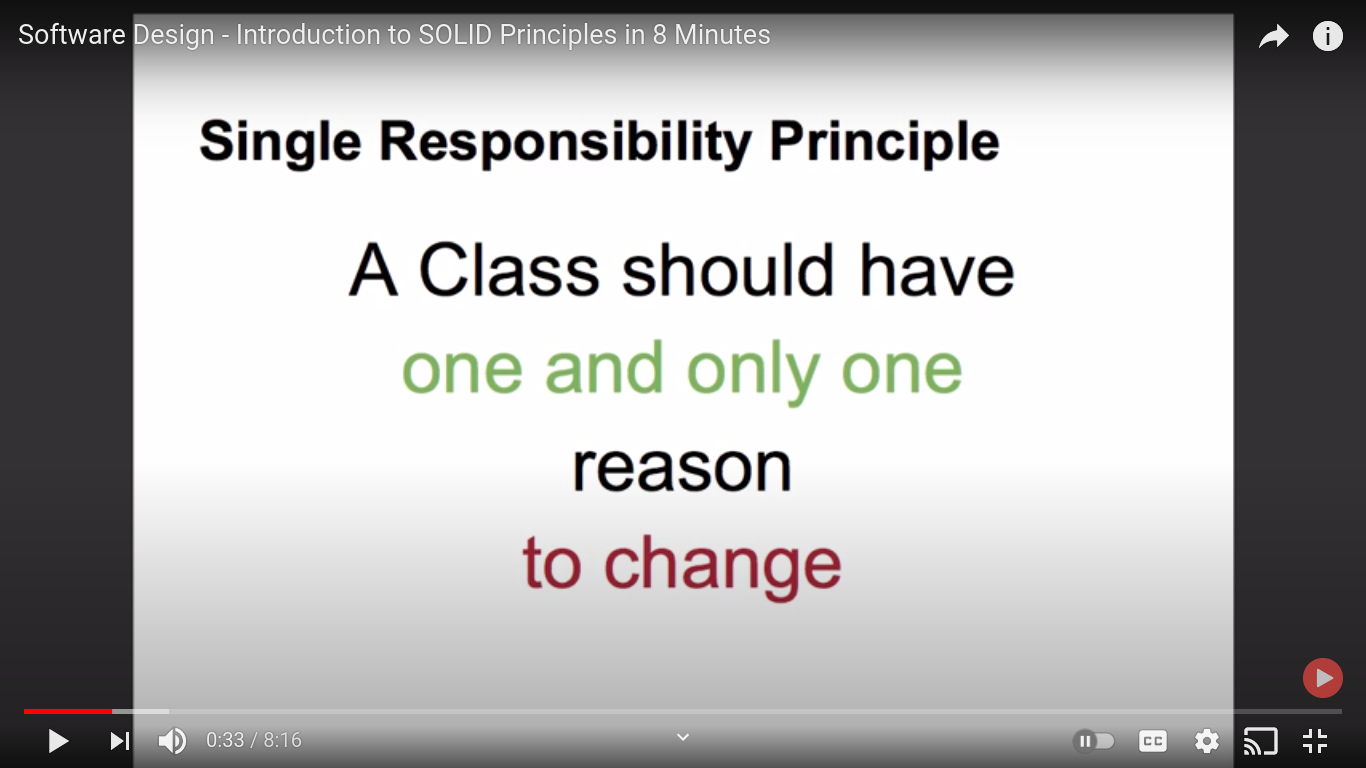 Software Design - Introduction to SOLID Principles in 8 Minutes
Single Responsibility Principle
A Class should have
one and only one
reason
to change
0:33 / 8:16
CC